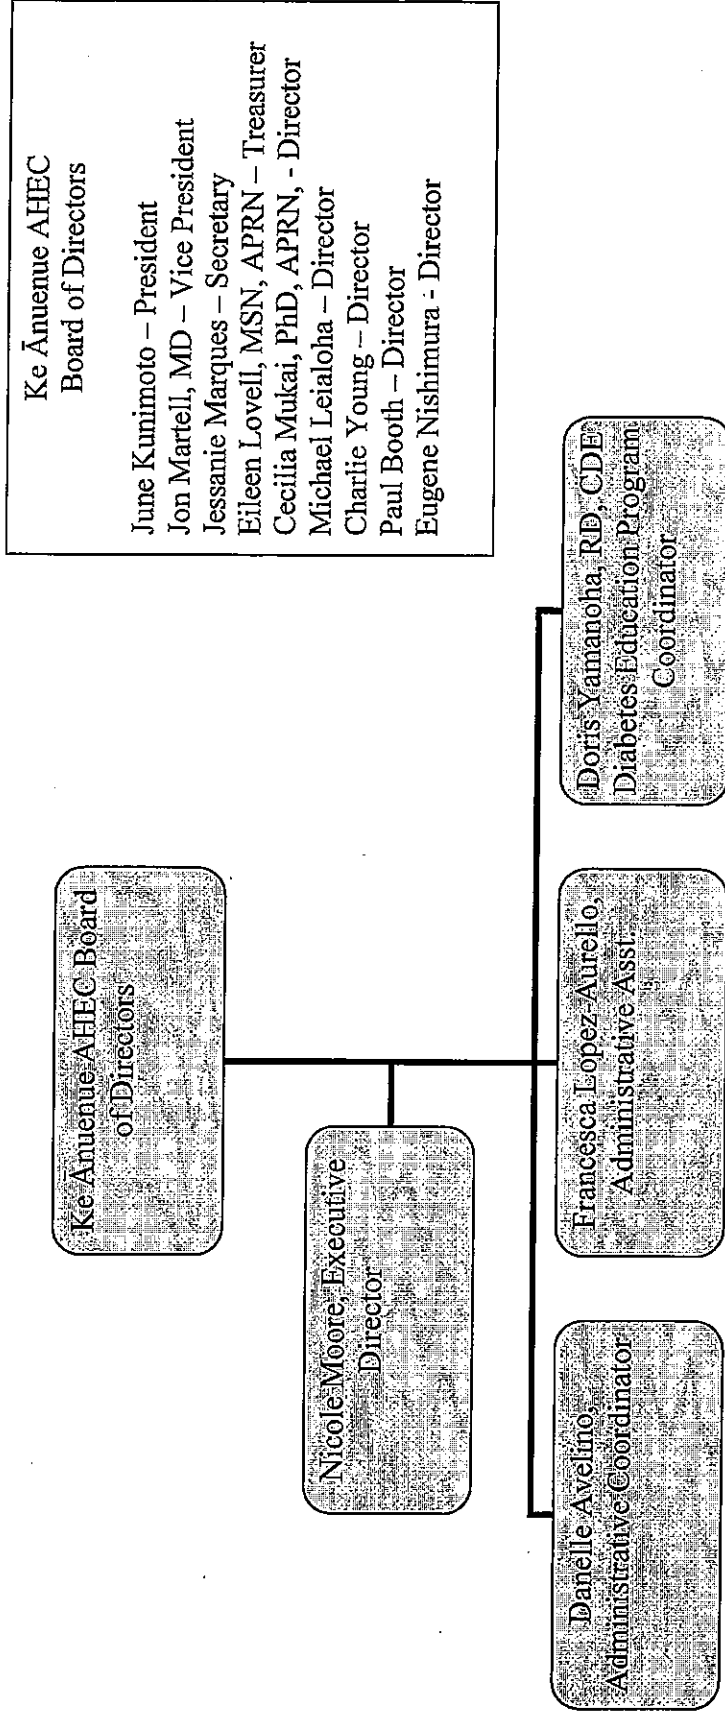 Ke Ānuenue AHEC
Board of Directors
June Kunimoto – President
Jon Martell, MD – Vice President
Jessanie Marques – Secretary
Eileen Lovell, MSN, APRN – Treasurer
Cecilia Mukai, PhD, APRN, - Director
Michael Leialoha – Director
Charlie Young – Director
Paul Booth – Director
Eugene Nishimura - Director
Ke Ānuenue AHEC Board
of Directors
Nicole Moore, Executive
Director
Danelle Avelino,
Administrative Coordinator
Francesca Lopez-Aurello,
Administrative Asst.
Doris Yamanoha, RD, CDE
Diabetes Education Program
Coordinator